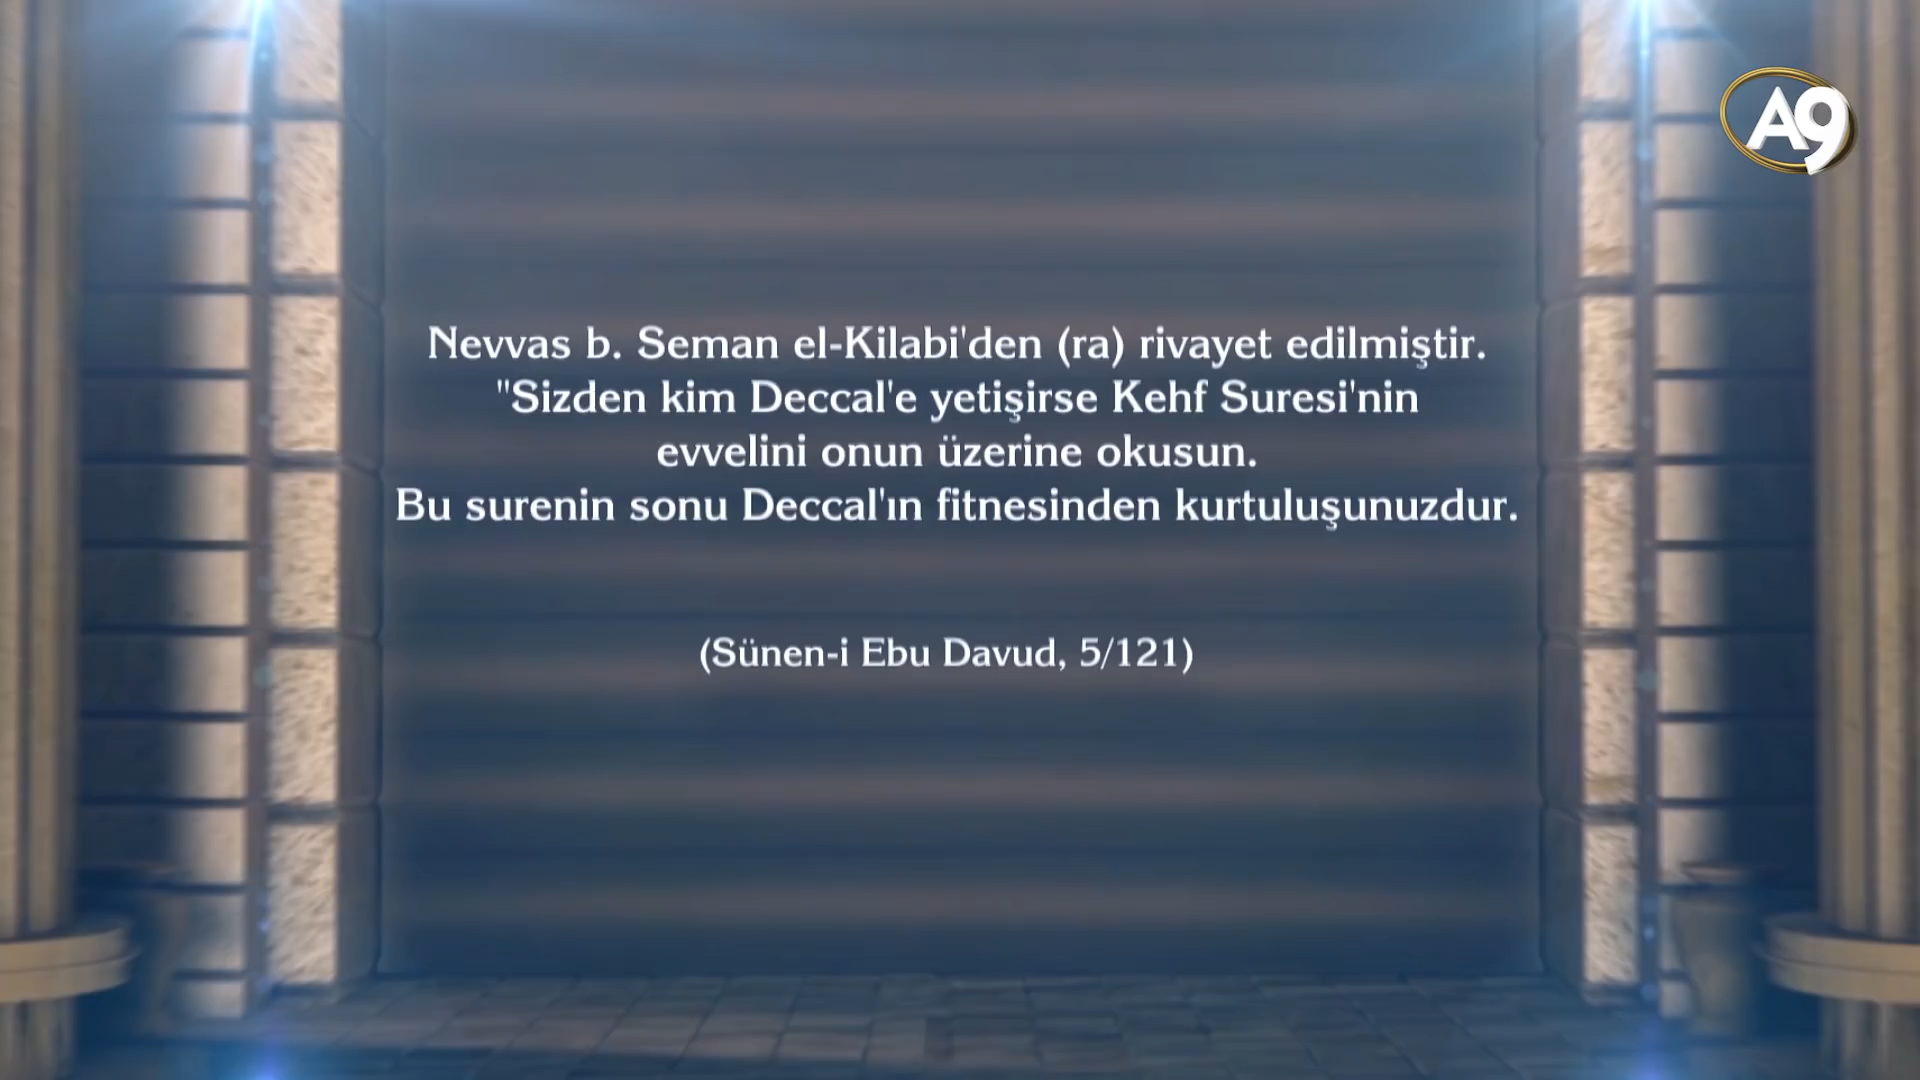 A9
Nevvas b. Seman el-Kilabi'den (ra) rivayet edilmiştir.
"Sizden kim Deccal'e yetişirse Kehf Suresi'nin
evvelini onun üzerine okusun.
Bu surenin sonu Deccal'ın fitnesinden kurtuluşunuzdur.
(Sünen-i Ebu Davud, 5/121)